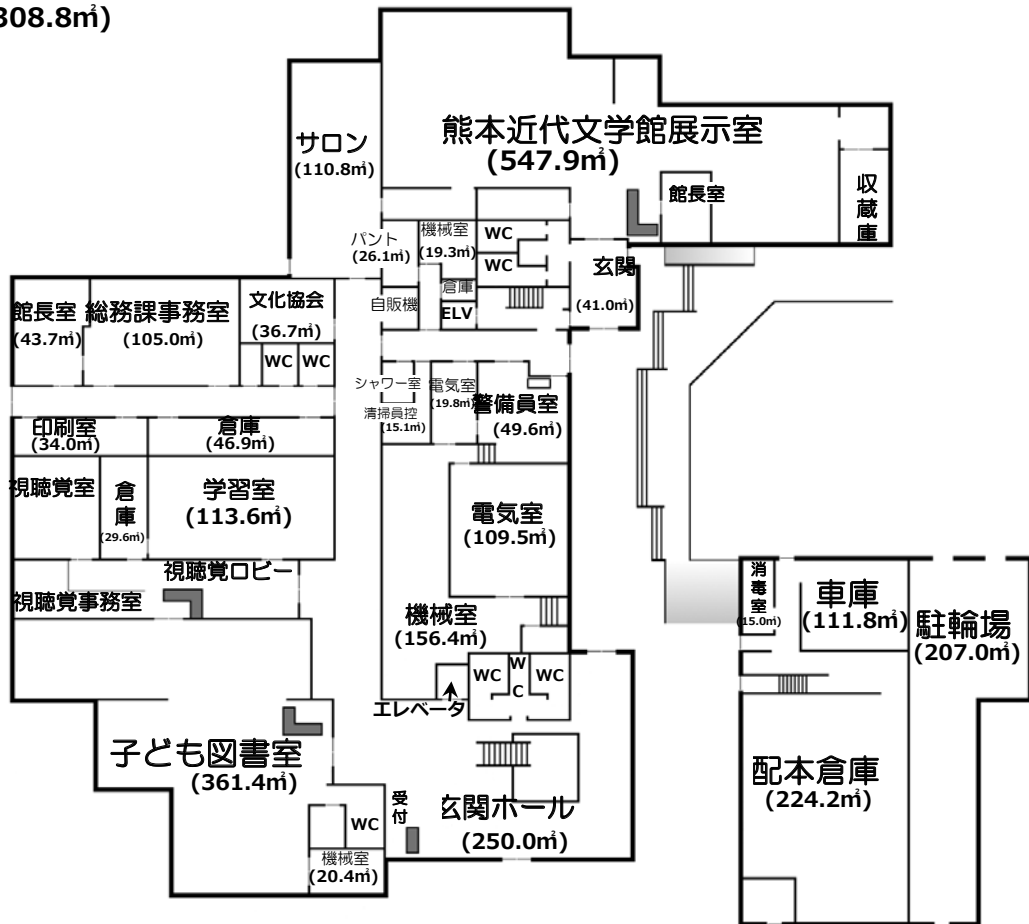 308.8㎡)
熊本近代文学館展示室
(547.9㎡)
サロン
(110.8㎡)
館長室
収蔵庫
パント
(26.1㎡)
機械室
(19.3㎡)
WC
WC
玄関
(41.0㎡)
倉庫
自販機
ELV
館長室
(43.7㎡)
総務課事務室
(105.0㎡)
文化協会
(36.7㎡)
WC
WC
シャワー室
電気室
(19.8㎡)
清掃員控
(15.1㎡)
警備員室
(49.6㎡)
印刷室
(34.0㎡)
倉庫
(46.9㎡)
視聴覚室
倉庫
(29.6㎡)
学習室
(113.6㎡)
電気室
(109.5㎡)
視聴覚ロビー
視聴覚事務室
機械室
(156.4㎡)
WC
WC
WC
エレベータ
消毒室
(15.0㎡)
車庫
(111.8㎡)
駐輪場
(207.0㎡)
子ども図書室
(361.4㎡)
受付
玄関ホール
(250.0㎡)
WC
機械室
(20.4㎡)
配本倉庫
(224.2㎡)